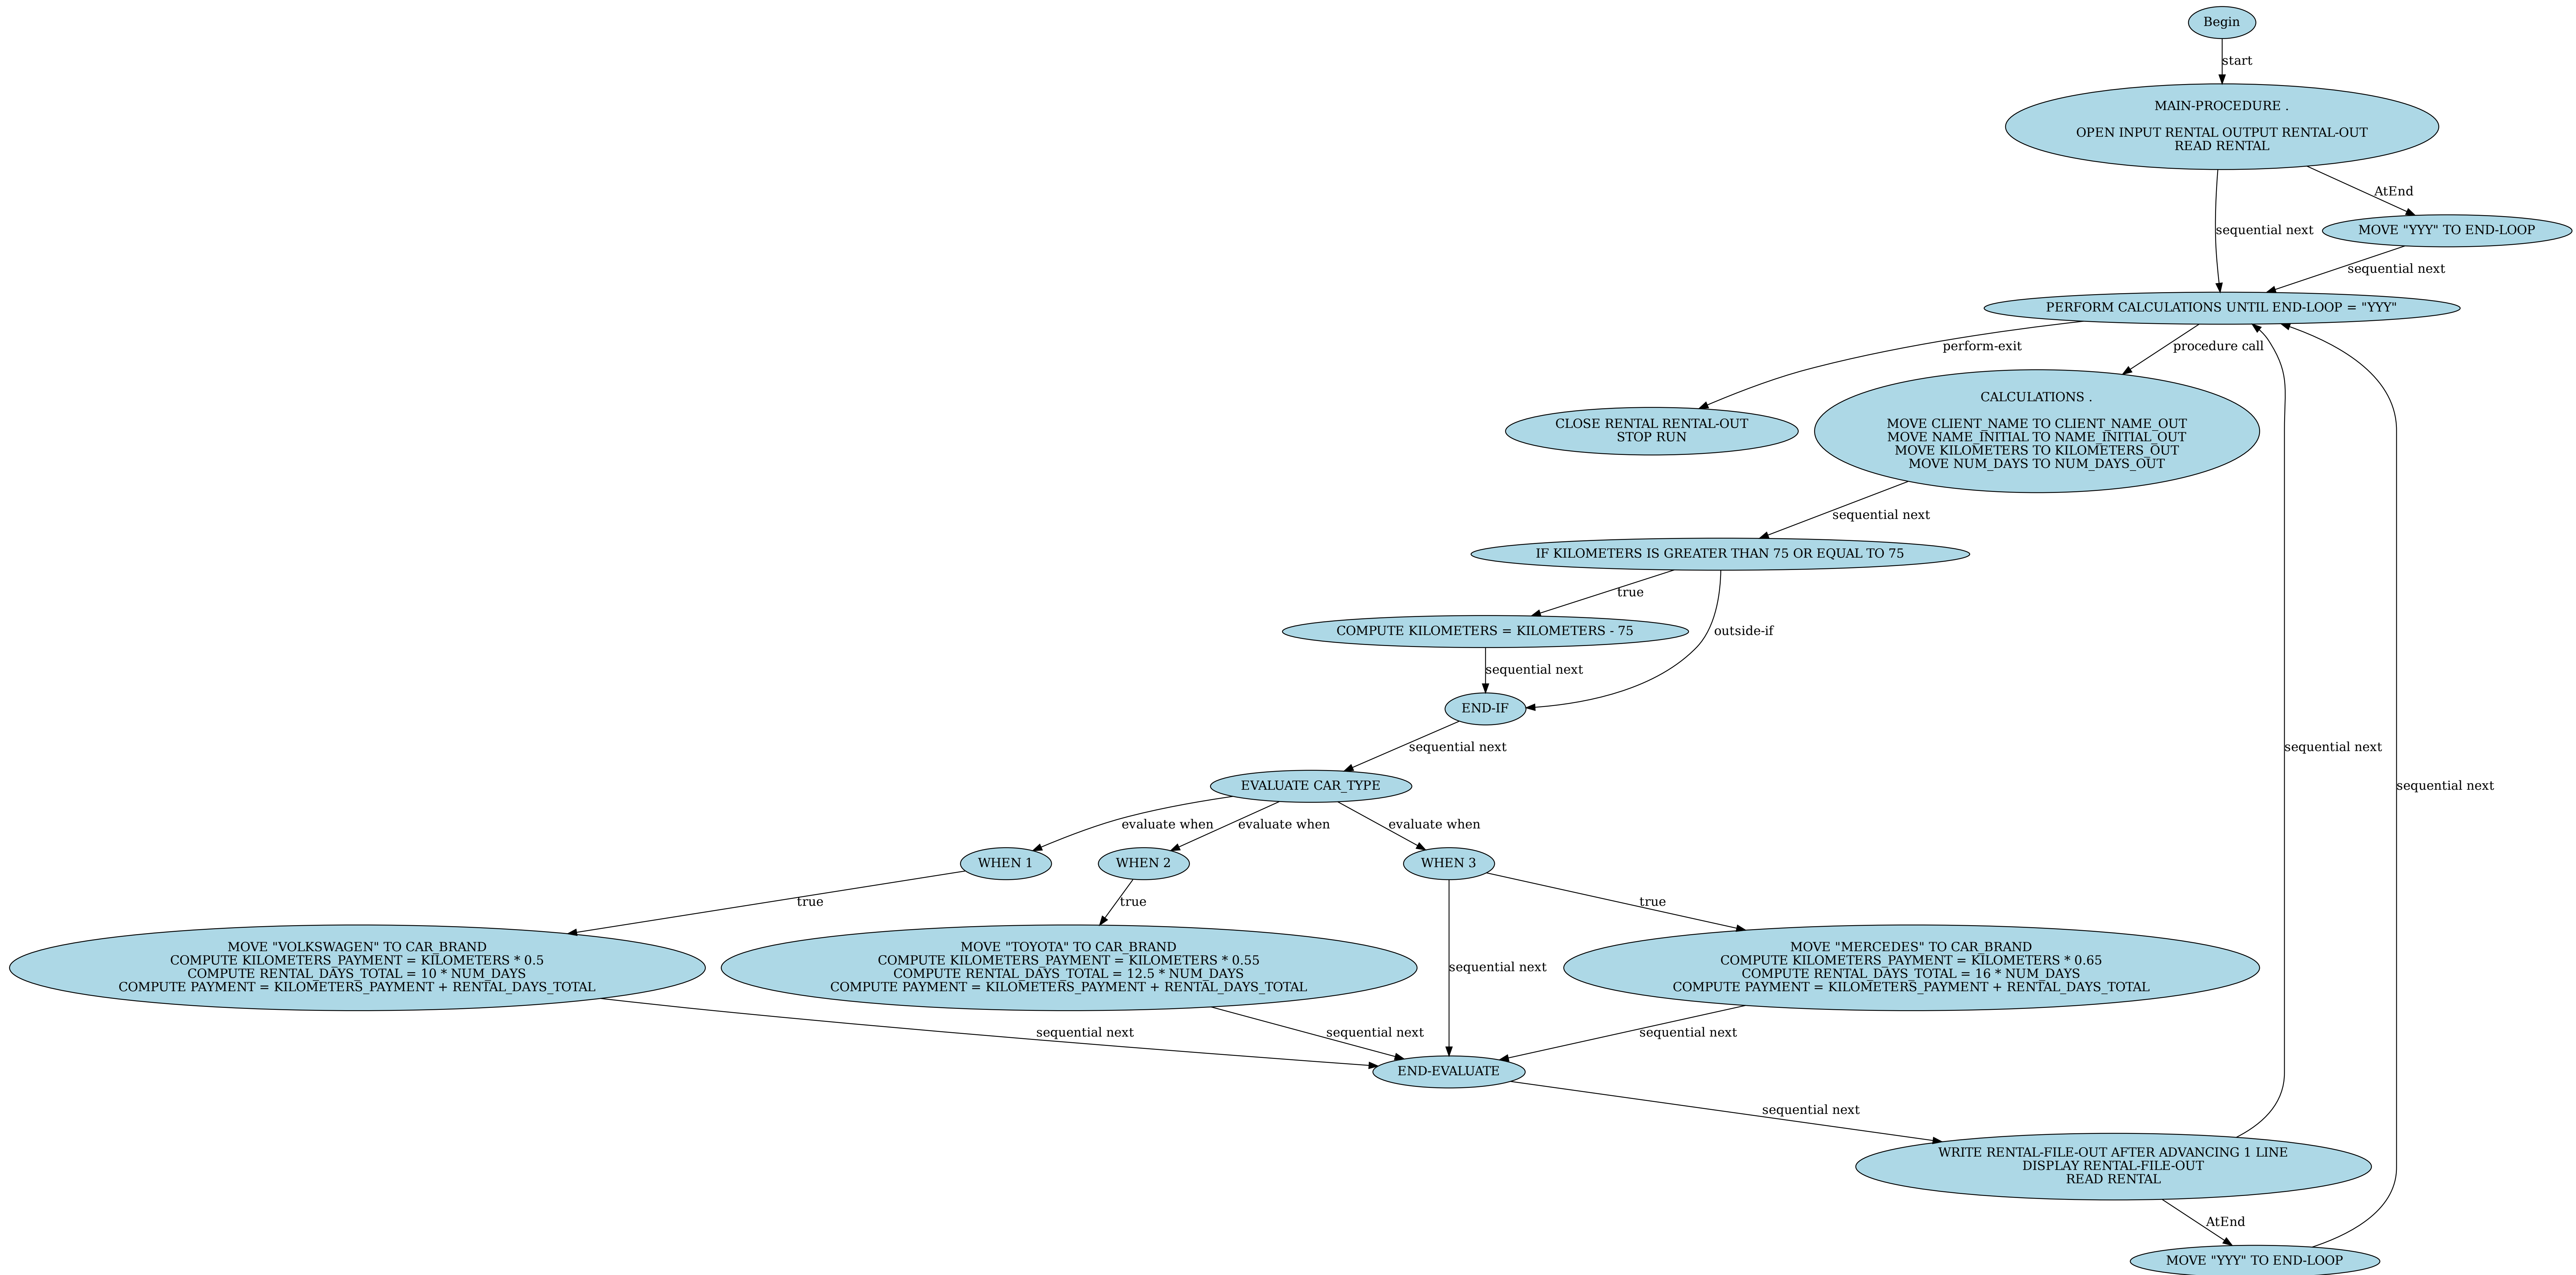 Begin
start
MAIN-PROCEDURE .
OPEN INPUT RENTAL OUTPUT RENTAL-OUT
READ RENTAL
AtEnd
sequential next
MOVE "YYY" TO END-LOOP
sequential next
PERFORM CALCULATIONS UNTIL END-LOOP = "YYY"
perform-exit
procedure call
CLOSE RENTAL RENTAL-OUT
STOP RUN
CALCULATIONS .
MOVE CLIENT_NAME TO CLIENT_NAME_OUT
MOVE NAME_INITIAL TO NAME_INITIAL_OUT
MOVE KILOMETERS TO KILOMETERS_OUT
MOVE NUM_DAYS TO NUM_DAYS_OUT
sequential next
IF KILOMETERS IS GREATER THAN 75 OR EQUAL TO 75
true
COMPUTE KILOMETERS = KILOMETERS - 75
outside-if
sequential next
END-IF
sequential next
sequential next
EVALUATE CAR_TYPE
sequential next
evaluate when
evaluate when
evaluate when
WHEN 1
WHEN 2
WHEN 3
true
true
true
MOVE "VOLKSWAGEN" TO CAR_BRAND
COMPUTE KILOMETERS_PAYMENT = KILOMETERS * 0.5
COMPUTE RENTAL_DAYS_TOTAL = 10 * NUM_DAYS
COMPUTE PAYMENT = KILOMETERS_PAYMENT + RENTAL_DAYS_TOTAL
MOVE "TOYOTA" TO CAR_BRAND
COMPUTE KILOMETERS_PAYMENT = KILOMETERS * 0.55
COMPUTE RENTAL_DAYS_TOTAL = 12.5 * NUM_DAYS
COMPUTE PAYMENT = KILOMETERS_PAYMENT + RENTAL_DAYS_TOTAL
sequential next
MOVE "MERCEDES" TO CAR_BRAND
COMPUTE KILOMETERS_PAYMENT = KILOMETERS * 0.65
COMPUTE RENTAL_DAYS_TOTAL = 16 * NUM_DAYS
COMPUTE PAYMENT = KILOMETERS_PAYMENT + RENTAL_DAYS_TOTAL
sequential next
sequential next
sequential next
END-EVALUATE
sequential next
WRITE RENTAL-FILE-OUT AFTER ADVANCING 1 LINE
DISPLAY RENTAL-FILE-OUT
READ RENTAL
AtEnd
MOVE "YYY" TO END-LOOP